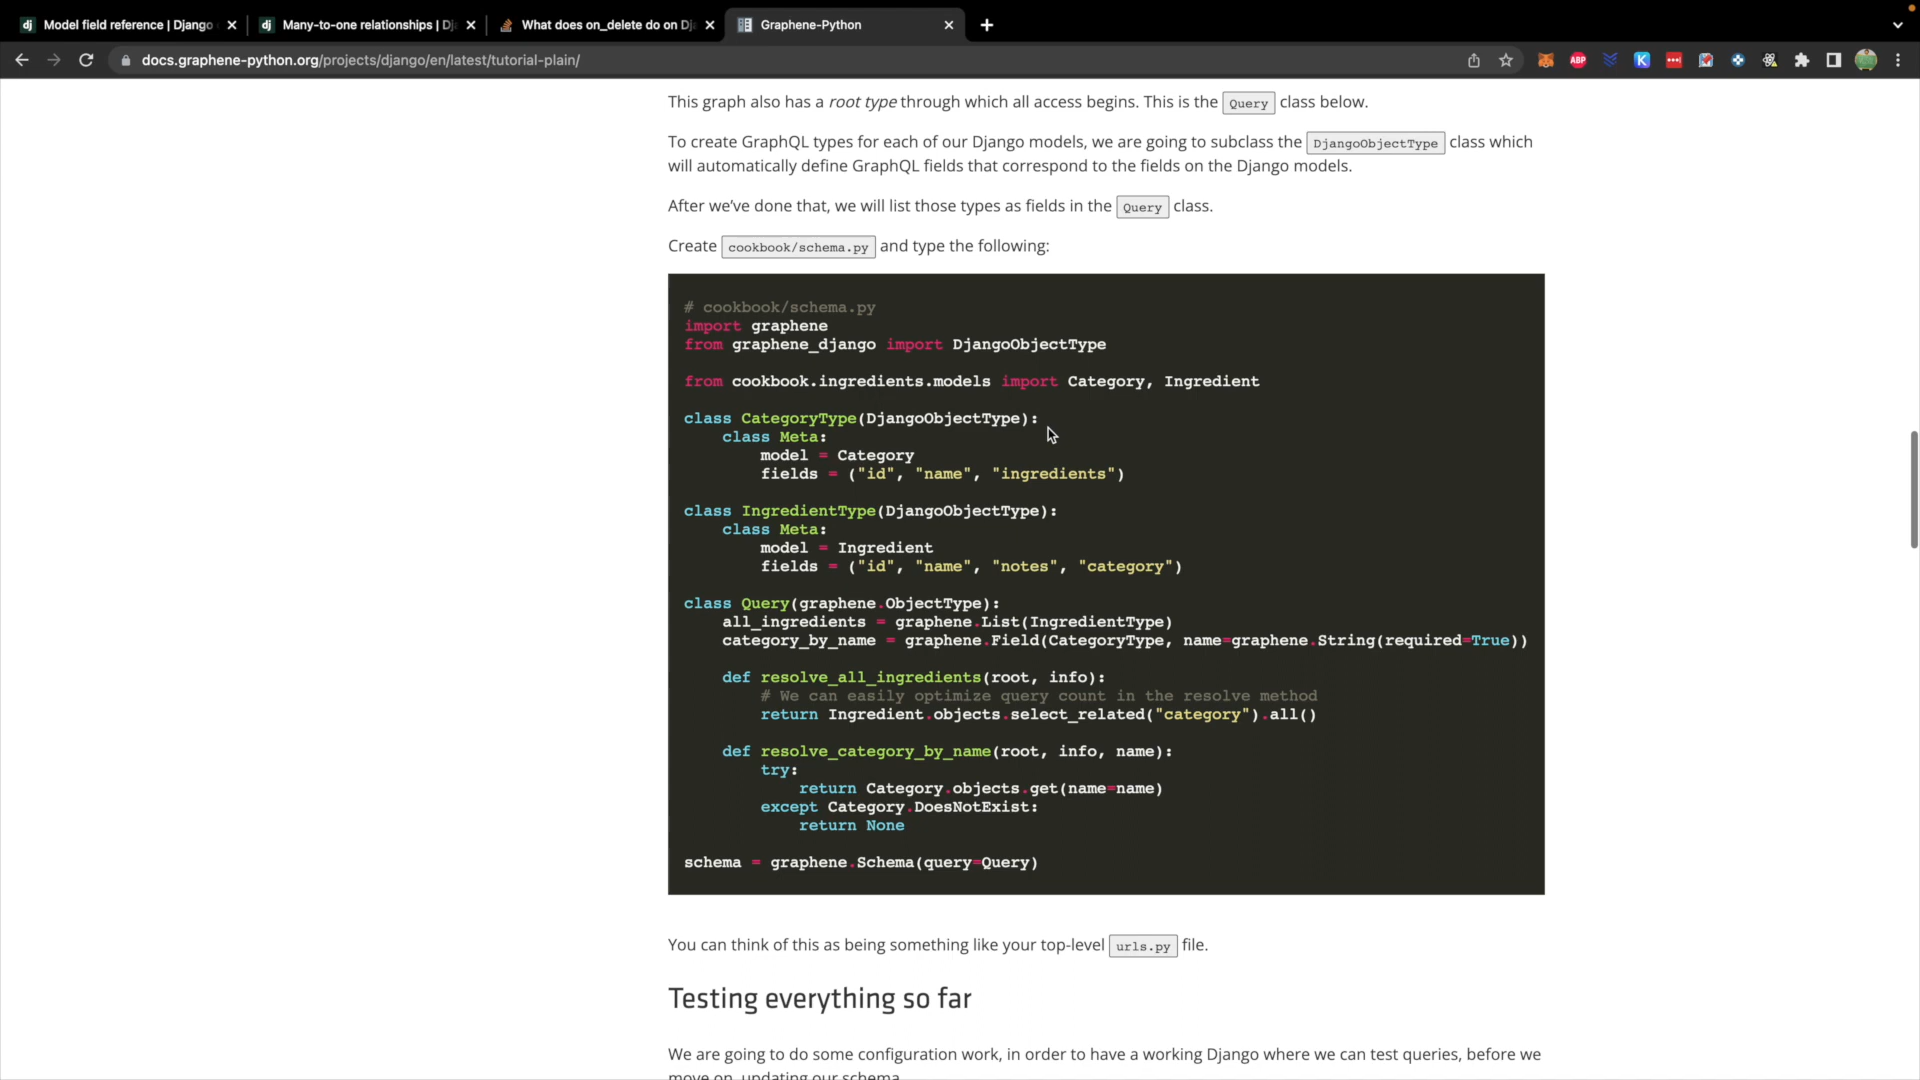 Model field reference | Django
Many-to-one relationships | Dj
What does on_delete do on Dj
Graphene-Python
docs.graphene-python.org/projects/django/en/latest/tutorial-plain/
This graph also has a root type through which all access begins. This is the Query class below.
To create GraphQL types for each of our Django models, we are going to subclass the DjangoObjectType class which
will automatically define GraphQL fields that correspond to the fields on the Django models.
After we’ve done that, we will list those types as fields in the Query class.
Create cookbook/schema.py and type the following:
# cookbook/schema.py
import graphene
from graphene_django import DjangoObjectType
from cookbook.ingredients.models import Category, Ingredient
class CategoryType(DjangoObjectType):
class Meta:
model = Category
fields = ("id", "name", "ingredients")
class IngredientType(DjangoObjectType):
class Meta:
model = Ingredient
fields = ("id", "name", "notes", "category")
class Query(graphene.ObjectType):
all_ingredients = graphene.List(IngredientType)
category_by_name = graphene.Field(CategoryType, name=graphene.String(required=True))
def resolve_all_ingredients(root, info):
# We can easily optimize query count in the resolve method
return Ingredient.objects.select_related("category").all()
def resolve_category_by_name(root, info, name):
try:
return Category.objects.get(name=name)
except Category.DoesNotExist:
return None
schema = graphene.Schema(query=Query)
You can think of this as being something like your top-level urls.py file.
Testing everything so far
We are going to do some configuration work, in order to have a working Django where we can test queries, before we
move on, updating our schema.